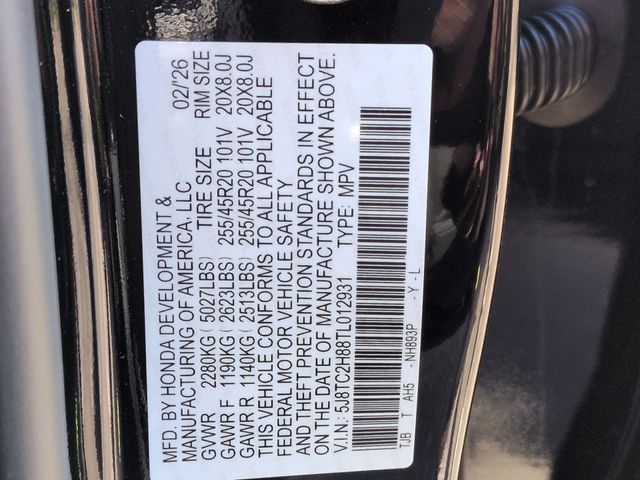 MFD. BY HONDA DEVELOPMENT &
MANUFACTURING OF AMERICA, LLC 02/26
GVWR 2280KG (5027LBS) TIRE SIZE RIM SIZE
GAWR F 1190KG (2623LBS) 255/45R20 101V 20X8.0J
GAWR R 1140KG (2513LBS) 255/45R20 101V 20X8.0J
THIS VEHICLE CONFORMS TO ALL APPLICABLE
FEDERAL MOTOR VEHICLE SAFETY
AND THEFT PREVENTION STANDARDS IN EFFECT
ON THE DATE OF MANUFACTURE SHOWN ABOVE.
V.I.N.: 5J8TC2H88TL012931 TYPE: MPV
TJB T AH5 -NH893P -Y-L